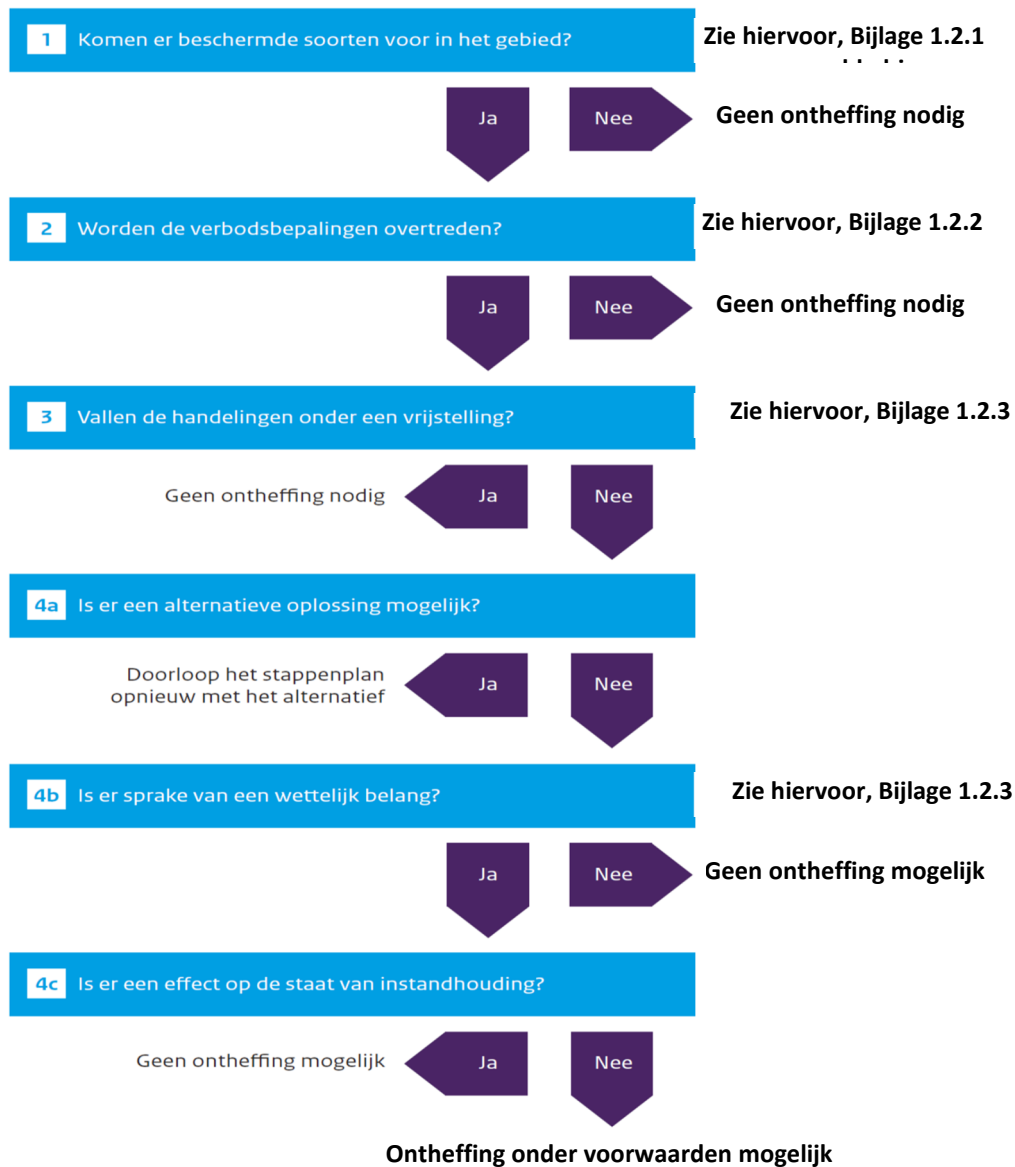 1 Komen er beschermde soorten voor in het gebied?
Zie hiervoor, Bijlage 1.2.1
Ja
Nee
Geen ontheffing nodig
2 Worden de verbodsbepalingen overtreden?
Zie hiervoor, Bijlage 1.2.2
Ja
Nee
Geen ontheffing nodig
3 Vallen de handelingen onder een vrijstelling?
Zie hiervoor, Bijlage 1.2.3
Geen ontheffing nodig
Ja
Nee
4a Is er een alternatieve oplossing mogelijk?
Doorloop het stappenplan
opnieuw met het alternatief
Ja
Nee
4b Is er sprake van een wettelijk belang?
Zie hiervoor, Bijlage 1.2.3
Ja
Nee
Geen ontheffing mogelijk
4c Is er een effect op de staat van instandhouding?
Geen ontheffing mogelijk
Ja
Nee
Ontheffing onder voorwaarden mogelijk